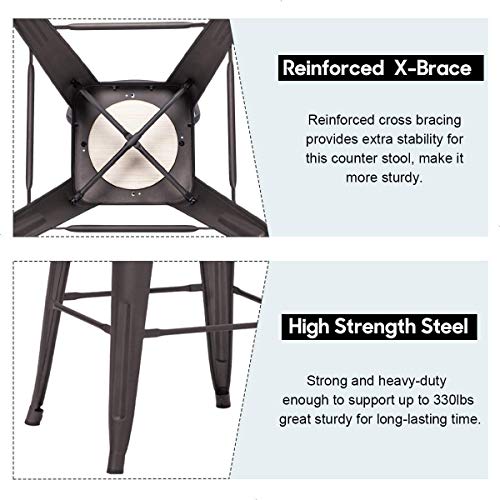 Reinforced X-Brace
Reinforced cross bracing
provides extra stability for
this counter stool, make it
more sturdy.
High Strength Steel
Strong and heavy-duty
enough to support up to 330lbs
great sturdy for long-lasting time.